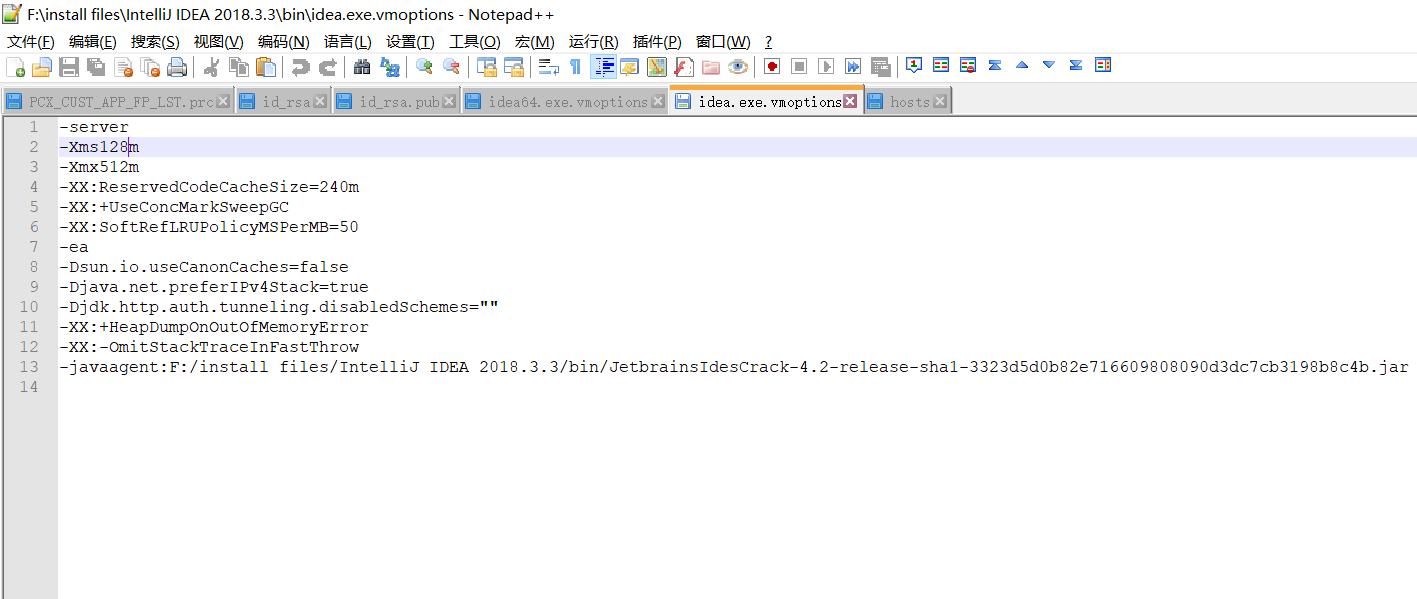 F:\install files\IntelliJ IDEA 2018.3.3\bin\idea.exe.vmoptions - Notepad++
文件(F) 编辑(E) 搜索(S) 视图(V) 编码(N) 语言(L) 设置(T) 工具(O) 宏(M) 运行(R) 插件(P) 窗口(W) ?
PCX_CUST_APP_FP_LST.prc id_rsa id_rsa.pub idea64.exe.vmoptions idea.exe.vmoptions hosts
1 -server
2 -Xms128m
3 -Xmx512m
4 -XX:ReservedCodeCacheSize=240m
5 -XX:+UseConcMarkSweepGC
6 -XX:SoftRefLRUPolicyMSPerMB=50
7 -ea
8 -Dsun.io.useCanonCaches=false
9 -Djava.net.preferIPv4Stack=true
10 -Djdk.http.auth.tunneling.disabledSchemes=""
11 -XX:+HeapDumpOnOutOfMemoryError
12 -XX:-OmitStackTraceInFastThrow
13 -javaagent:F:/install files/IntelliJ IDEA 2018.3.3/bin/JetbrainsIdesCrack-4.2-release-sha1-3323d5d0b82e716609808090d3dc7cb3198b8c4b.jar
14